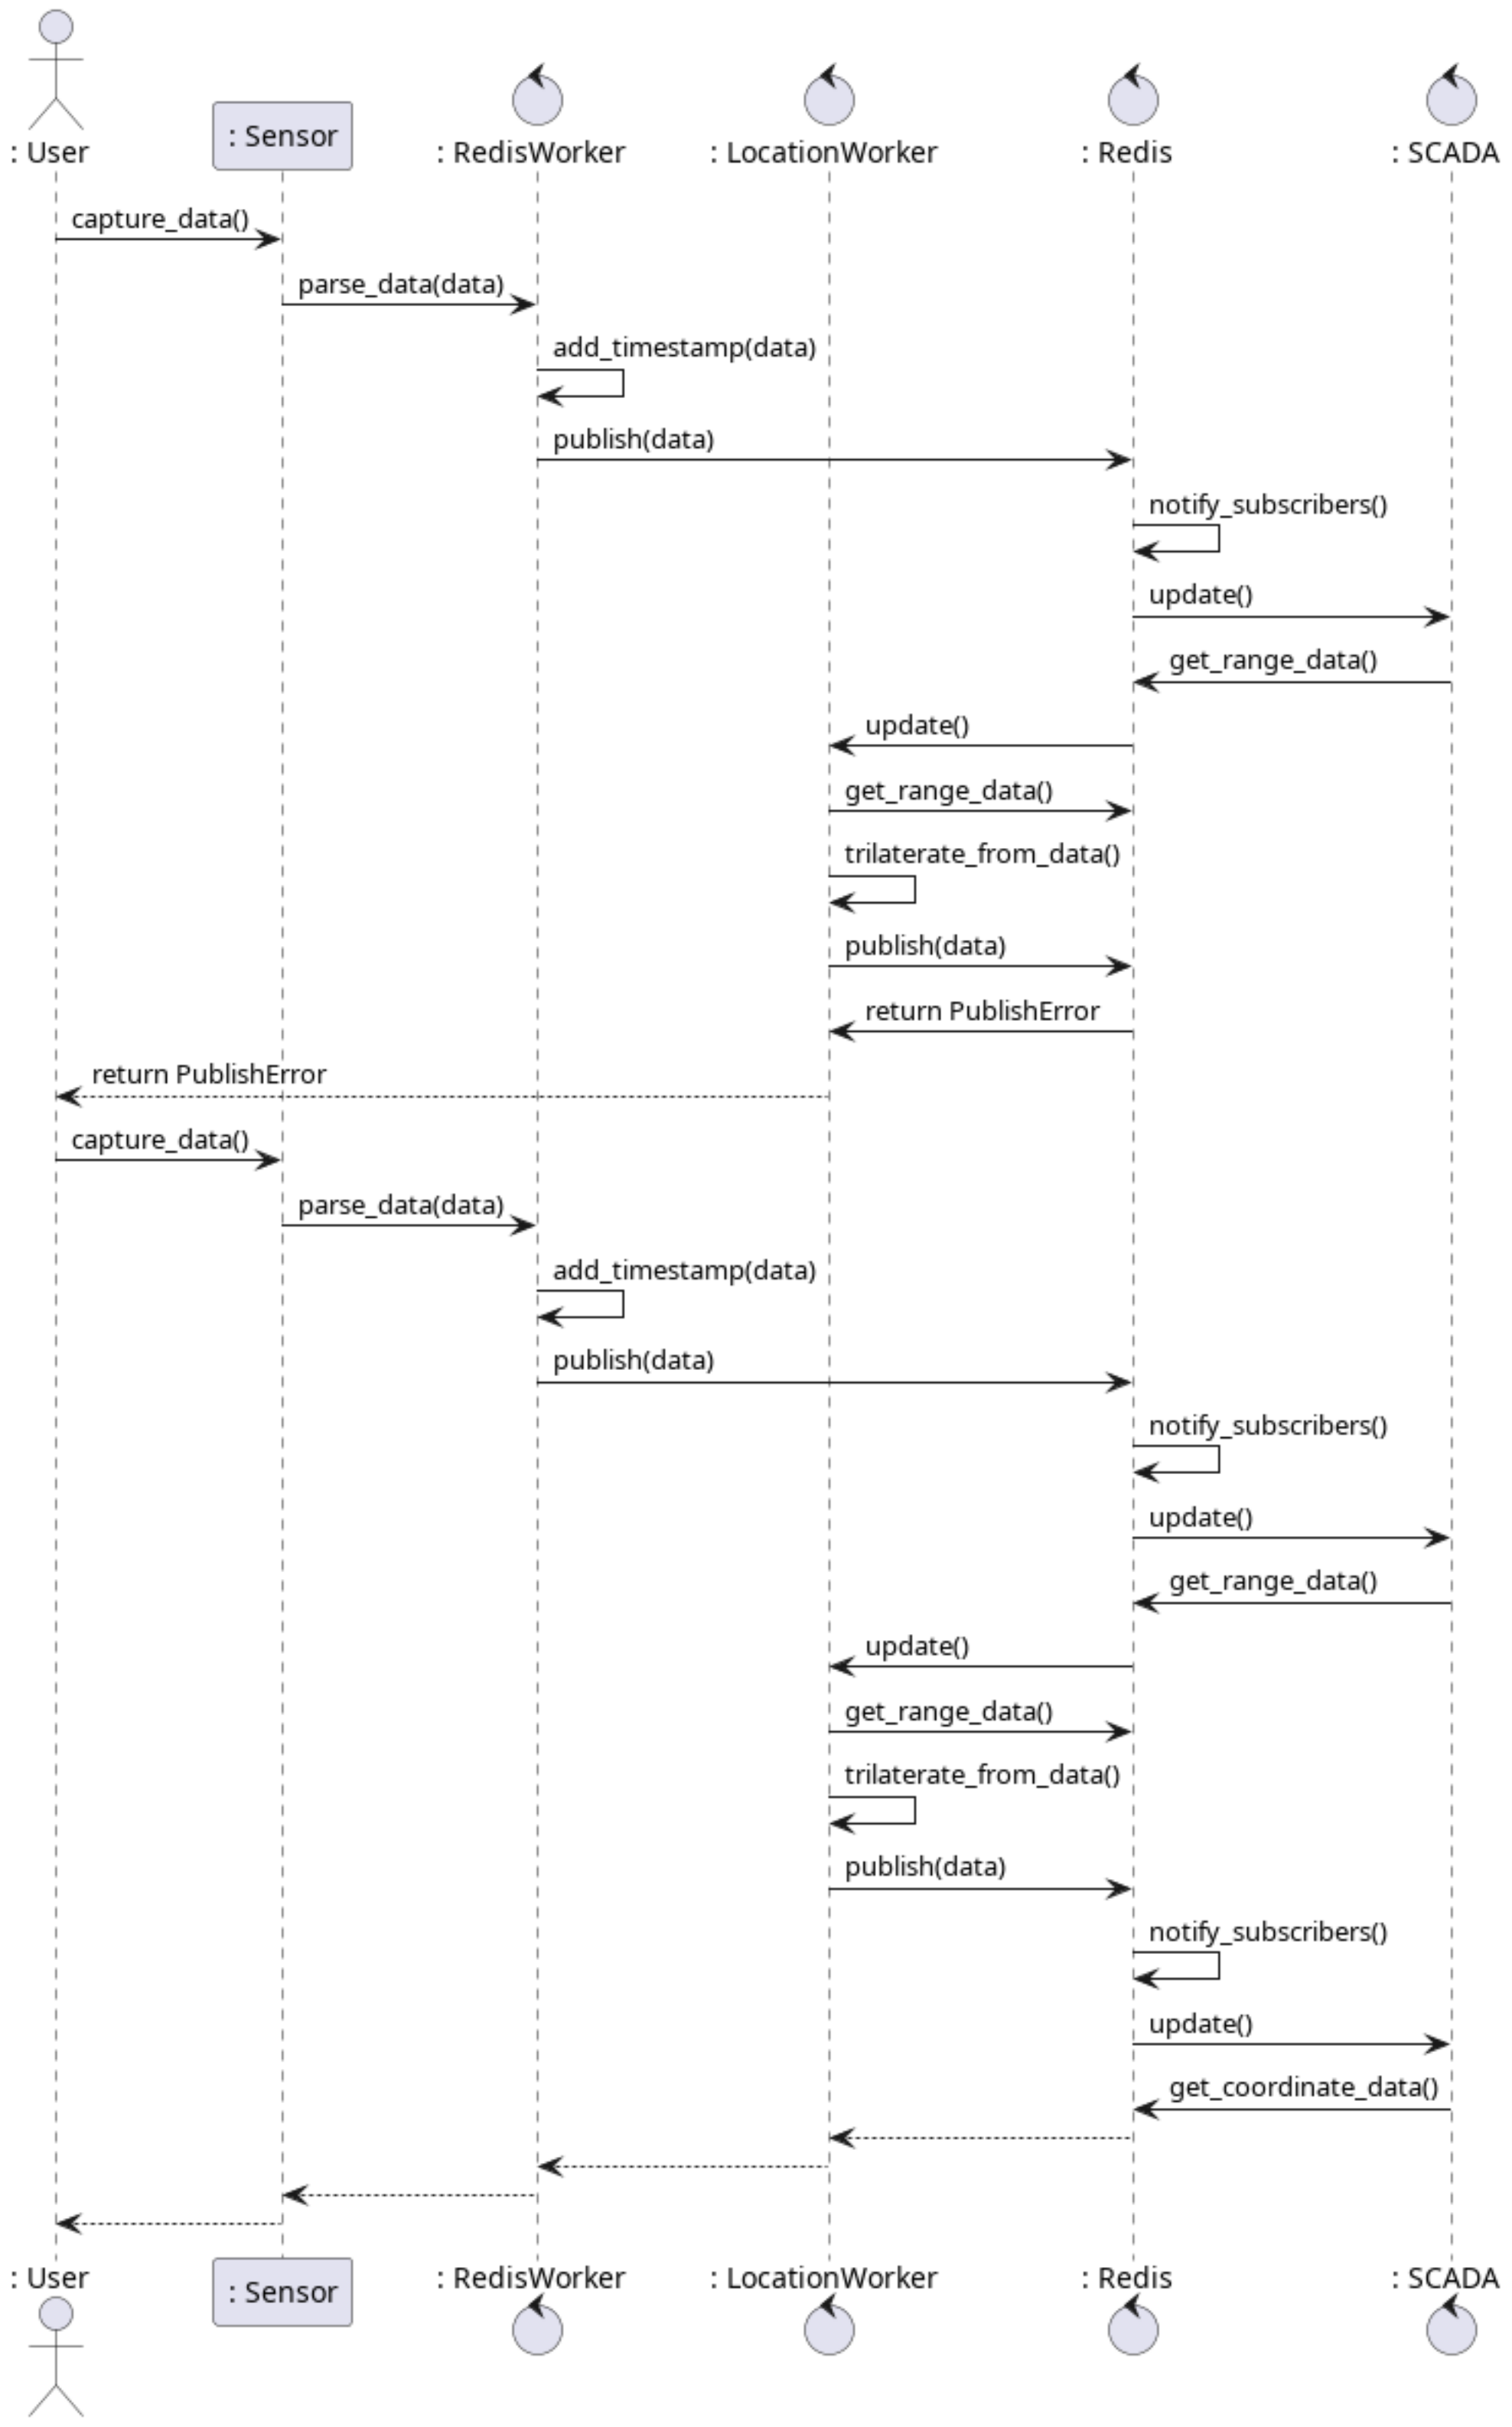 : User
: Sensor
: RedisWorker
: LocationWorker
: Redis
: SCADA
capture_data()
parse_data(data)
add_timestamp(data)
publish(data)
notify_subscribers()
update()
get_range_data()
update()
get_range_data()
trilaterate_from_data()
publish(data)
return PublishError
return PublishError
capture_data()
parse_data(data)
add_timestamp(data)
publish(data)
notify_subscribers()
update()
get_range_data()
update()
get_range_data()
trilaterate_from_data()
publish(data)
notify_subscribers()
update()
get_coordinate_data()
: User
: Sensor
: RedisWorker
: LocationWorker
: Redis
: SCADA